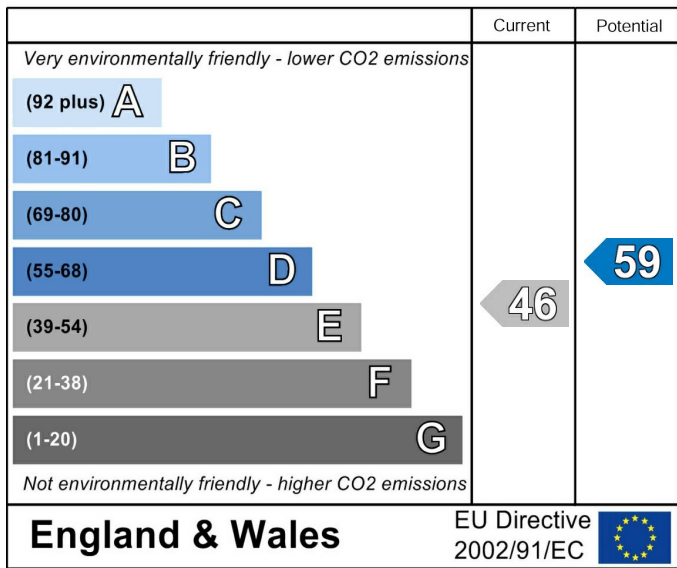 Current Potential
Very environmentally friendly - lower CO2 emissions
(92 plus) A
(81-91) B
(69-80) C
(55-68) D
59
(39-54) E
46
(21-38) F
(1-20) G
Not environmentally friendly - higher CO2 emissions
England & Wales
EU Directive
2002/91/EC